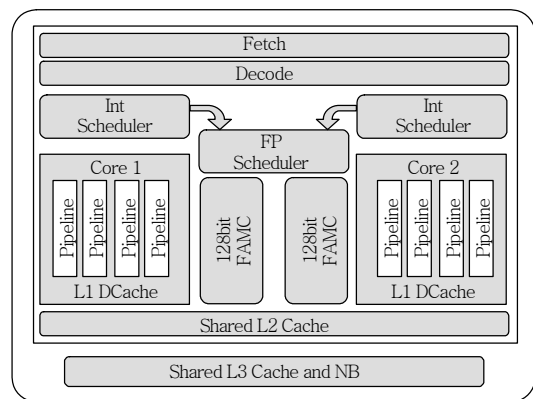 Fetch
Decode
Int
Scheduler
Int
Scheduler
FP
Scheduler
Core 1
Pipeline
Pipeline
Pipeline
Pipeline
L1 DCache
128bit
FAMC
128bit
FAMC
Core 2
Pipeline
Pipeline
Pipeline
Pipeline
L1 DCache
Shared L2 Cache
Shared L3 Cache and NB